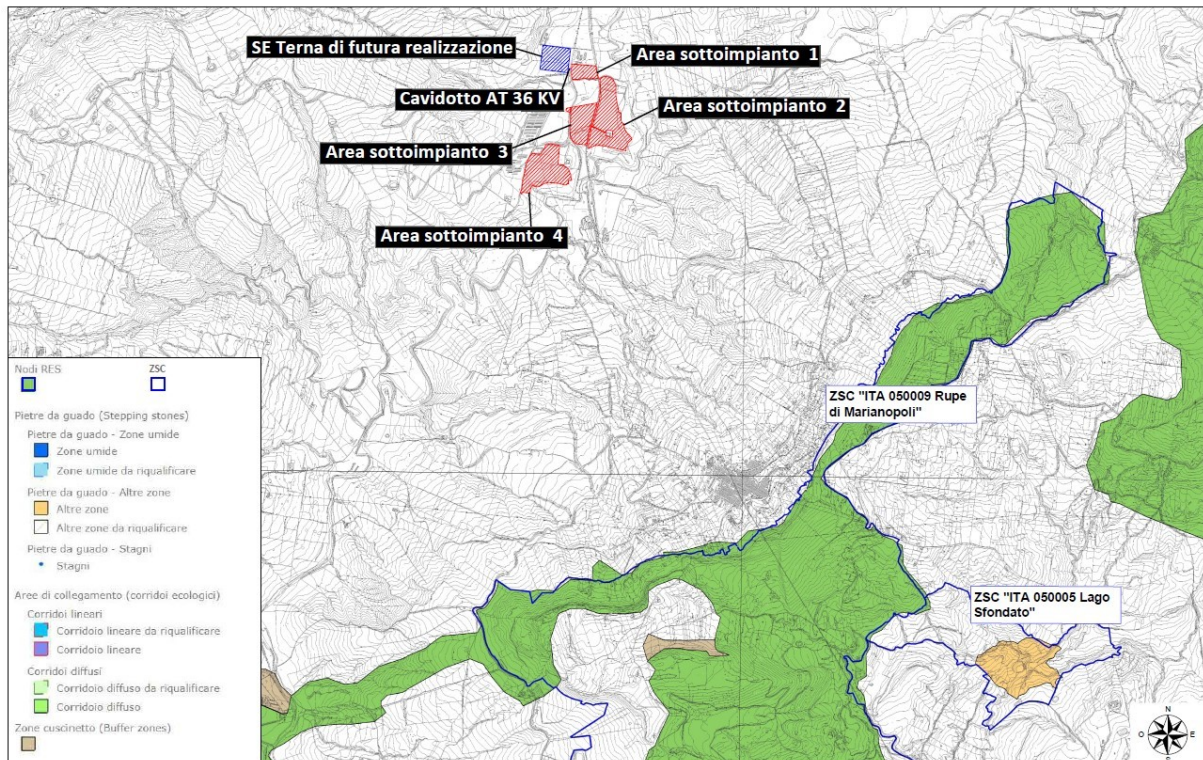 SE Terna di futura realizzazione
Area sottoimpianto 1
Cavidotto AT 36 KV
Area sottoimpianto 2
Area sottoimpianto 3
Area sottoimpianto 4
Nodi RES
ZSC
Pietre da guado (Stepping stones)
Pietre da guado - Zone umide
Zone umide
Zone umide da riqualificare
Pietre da guado - Altre zone
Altre zone
Altre zone da riqualificare
Pietre da guado - Stagni
Stagni
Aree di collegamento (corridoi ecologici)
Corridoi lineari
Corridoio lineare da riqualificare
Corridoio lineare
Corridoi diffusi
Corridoio diffuso da riqualificare
Corridoio diffuso
Zone cuscinetto (Buffer zones)
ZSC "ITA 050009 Rupe
di Marianopoli"
ZSC "ITA 050005 Lago
Sfondato"
N
O
E
S